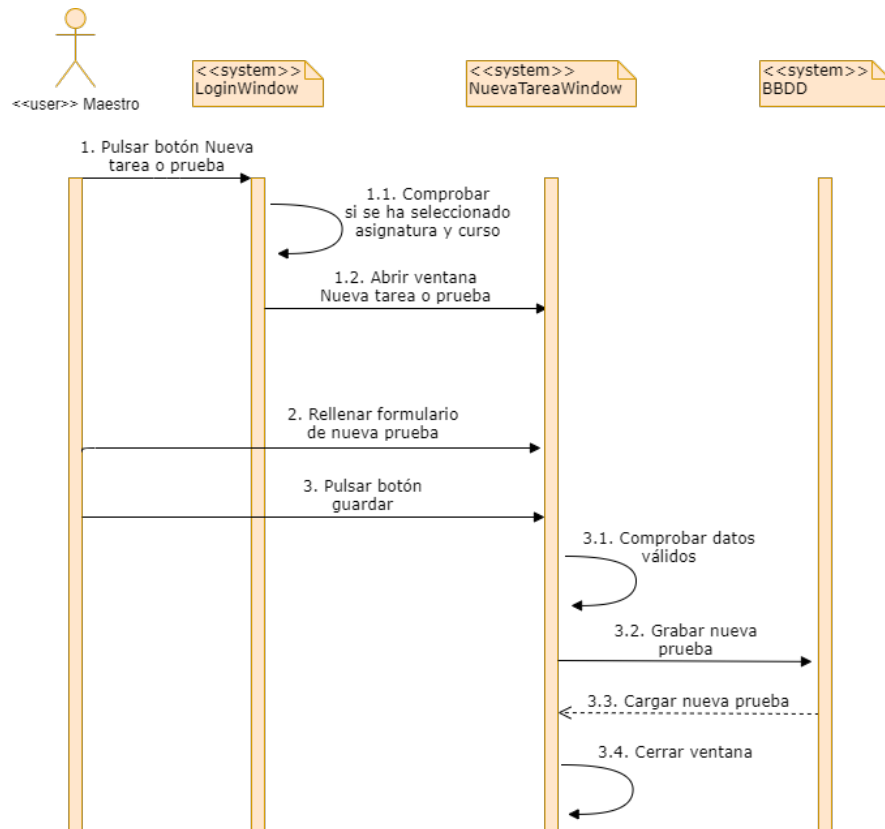 <<user>> Maestro
<<system>>
LoginWindow
<<system>>
NuevaTareaWindow
<<system>>
BBDD
1. Pulsar botón Nueva
tarea o prueba
1.1. Comprobar
si se ha seleccionado
asignatura y curso
1.2. Abrir ventana
Nueva tarea o prueba
2. Rellenar formulario
de nueva prueba
3. Pulsar botón
guardar
3.1. Comprobar datos
válidos
3.2. Grabar nueva
prueba
3.3. Cargar nueva prueba
3.4. Cerrar ventana